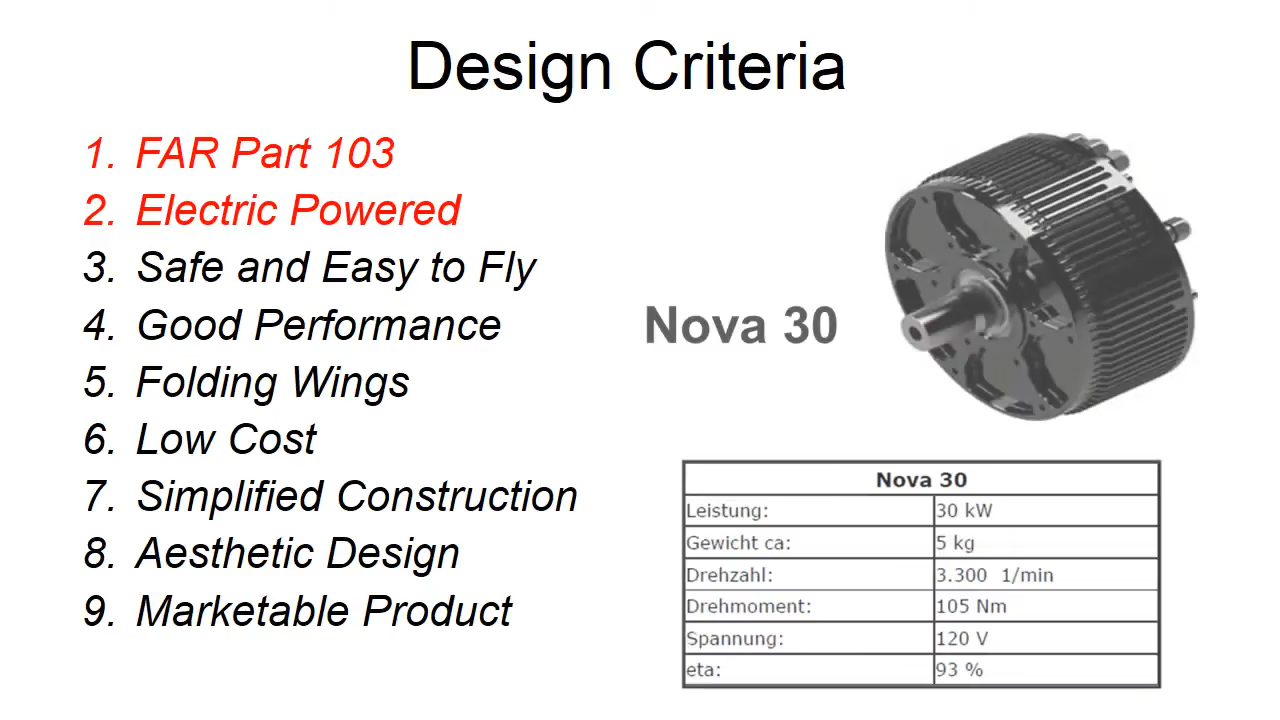 Design Criteria
1. FAR Part 103
2. Electric Powered
3. Safe and Easy to Fly
4. Good Performance
5. Folding Wings
6. Low Cost
7. Simplified Construction
8. Aesthetic Design
9. Marketable Product
Nova 30
Nova 30
Leistung: 30 kW
Gewicht ca: 5 kg
Drehzahl: 3.300 1/min
Drehmoment: 105 Nm
Spannung: 120 V
eta: 93 %